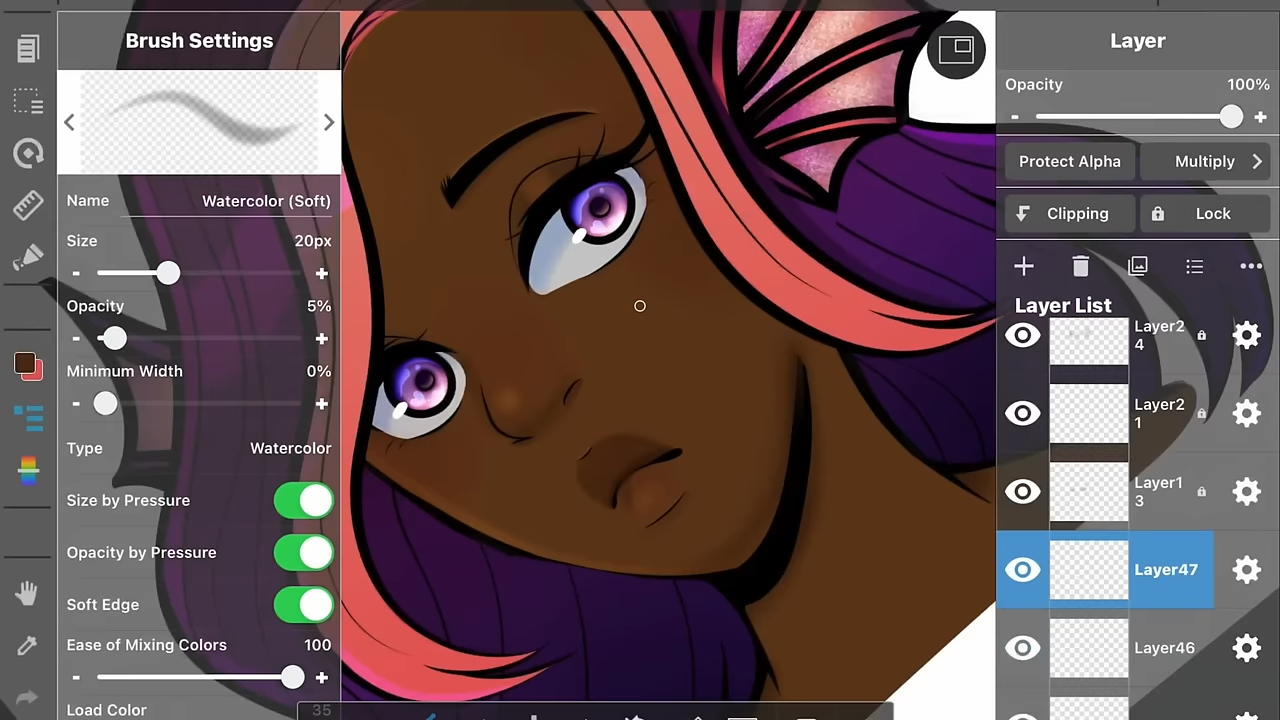 Brush Settings
Name
Watercolor (Soft)
Size
20px
-
+
Opacity
5%
-
+
Minimum Width
0%
-
+
Type
Watercolor
Size by Pressure
Opacity by Pressure
Soft Edge
Ease of Mixing Colors
100
-
+
Load Color
35
Layer
Opacity
100%
-
+
Protect Alpha
Multiply
Clipping
Lock
Layer List
Layer2
4
Layer2
1
Layer1
3
Layer47
Layer46